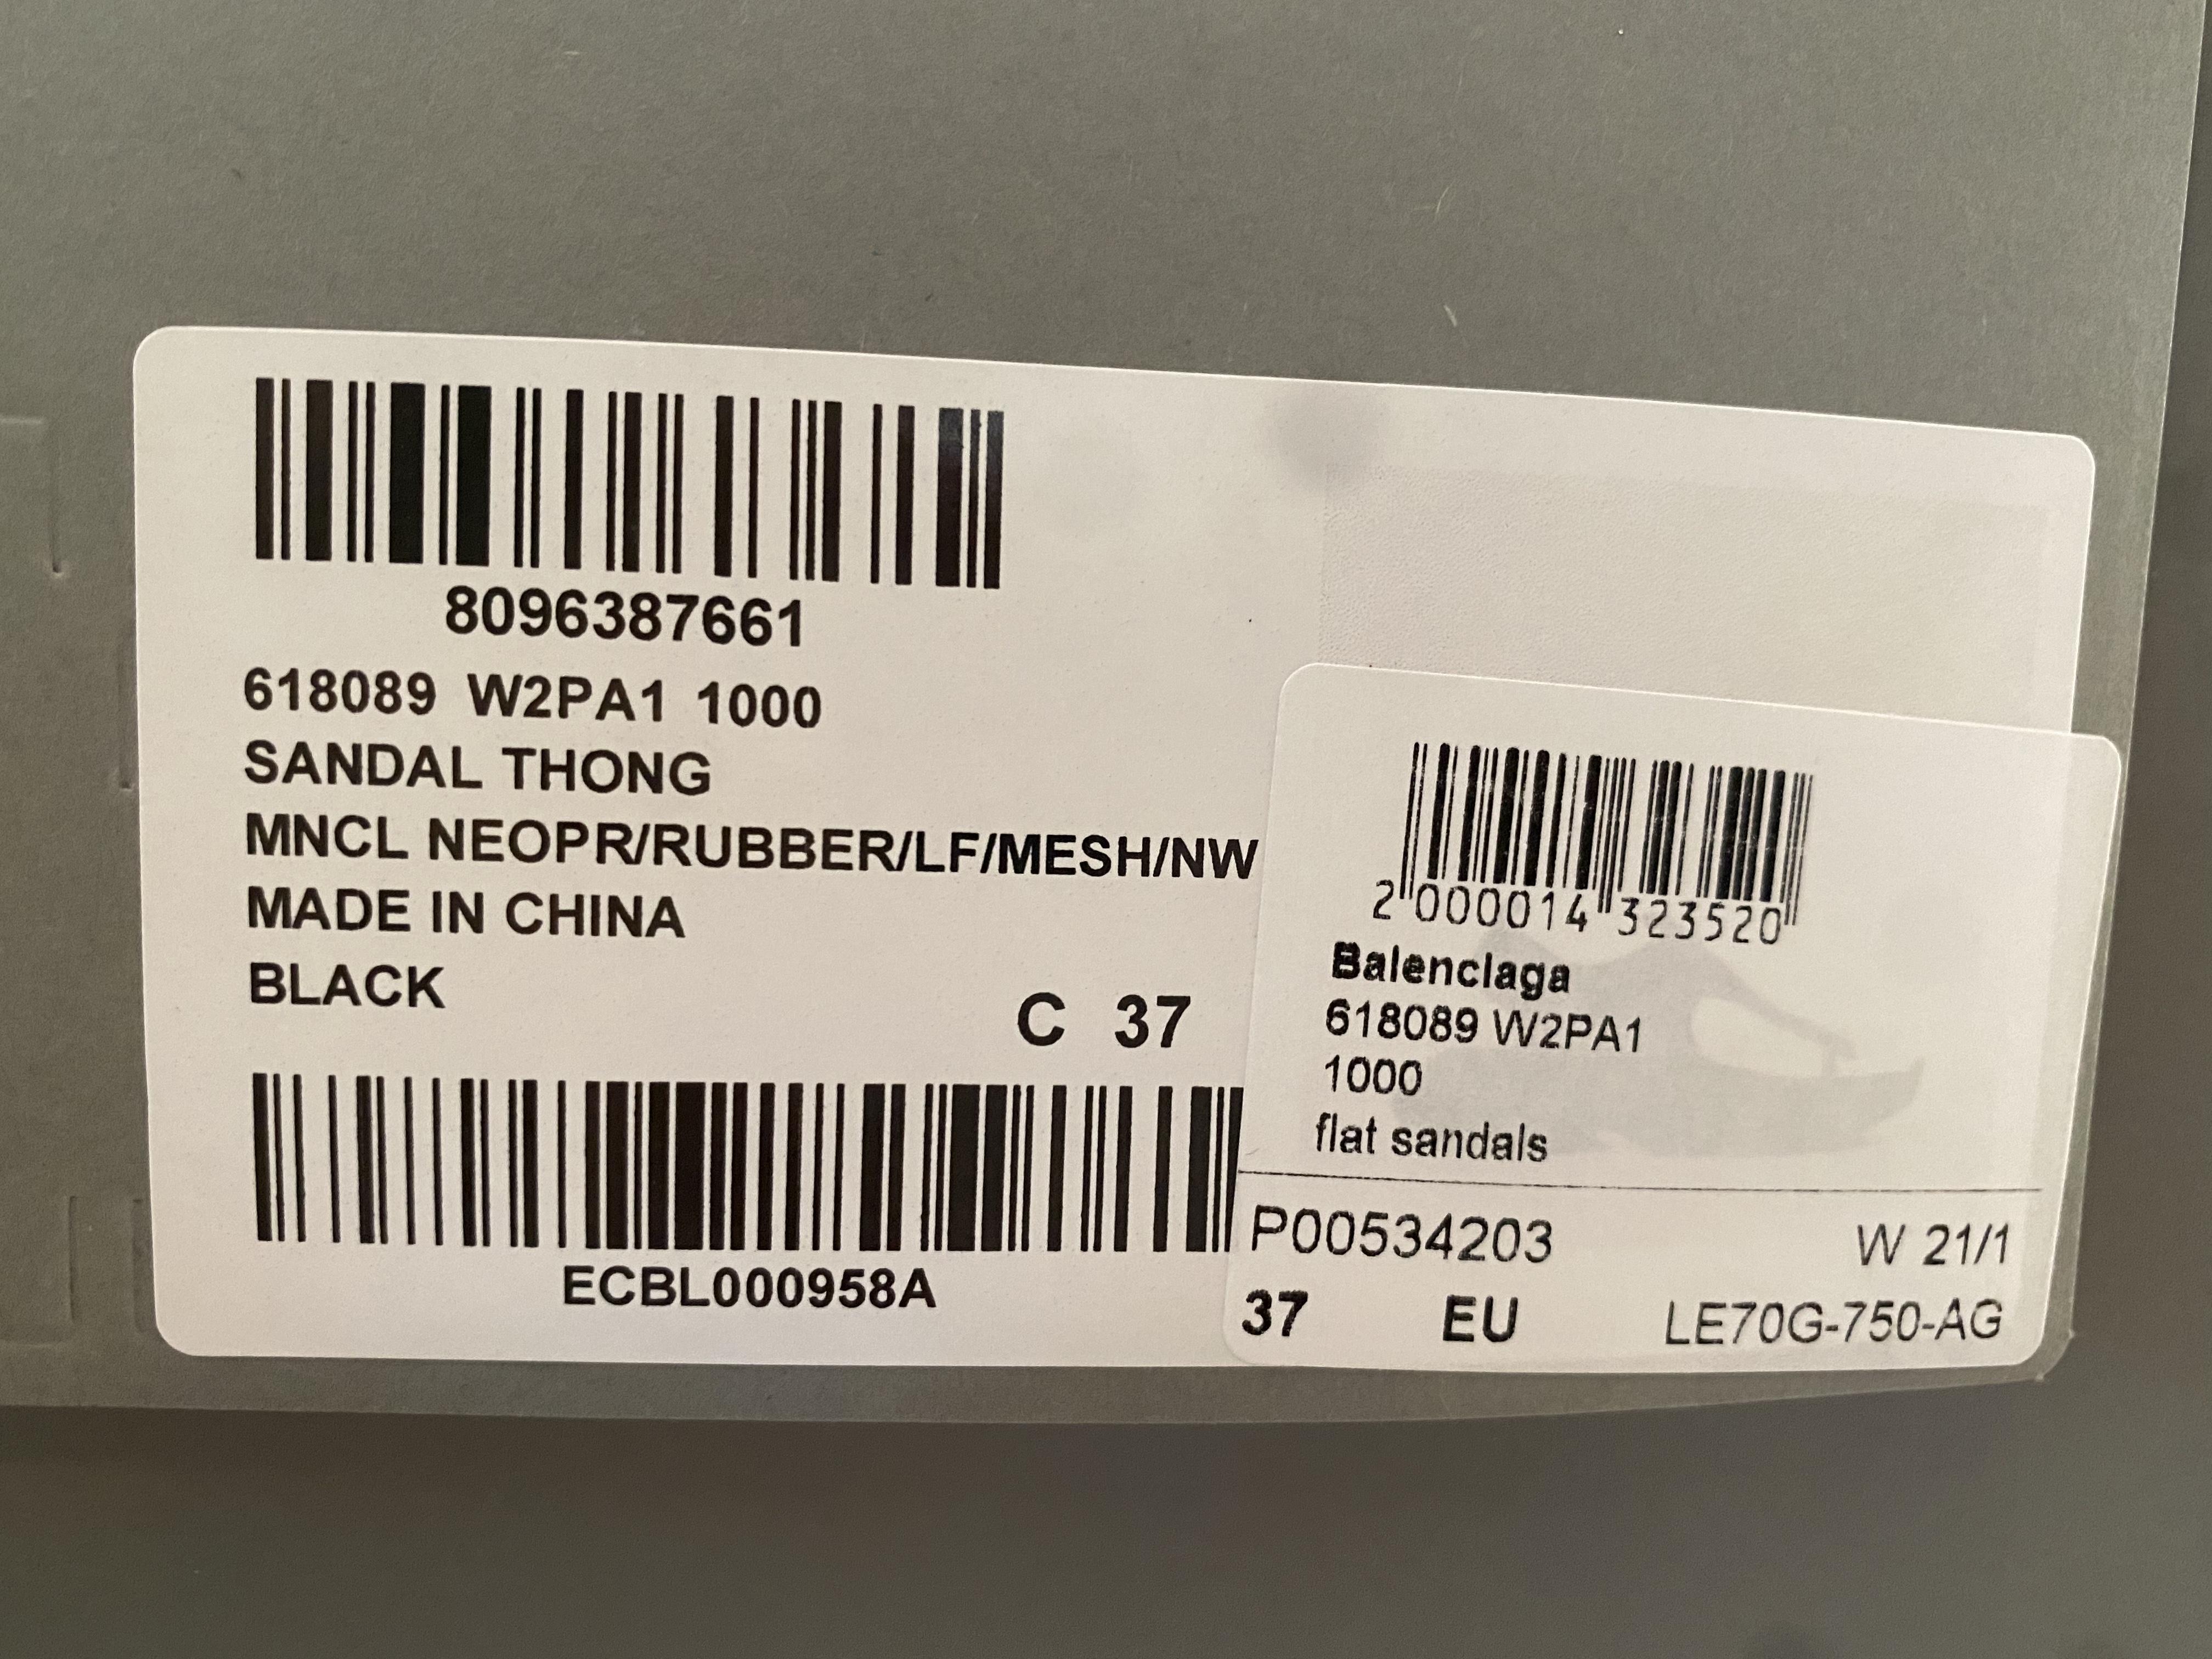 8096387661
618089 W2PA1 1000
SANDAL THONG
MNCL NEOPR/RUBBER/LF/MESH/NW
MADE IN CHINA
BLACK
C 37
ECBL000958A
2 000014 323520
Balenciaga
618089 W2PA1
1000
flat sandals
P00534203 W 21/1
37 EU LE70G-750-AG